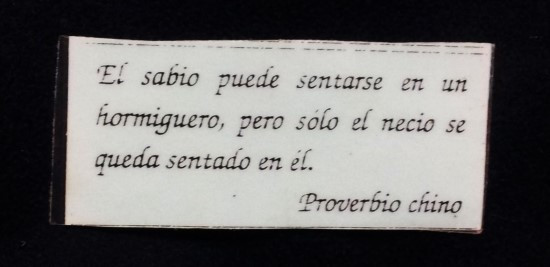 El sabio puede sentarse en un
hormiguero, pero sólo el necio se
queda sentado en él.
Proverbio chino